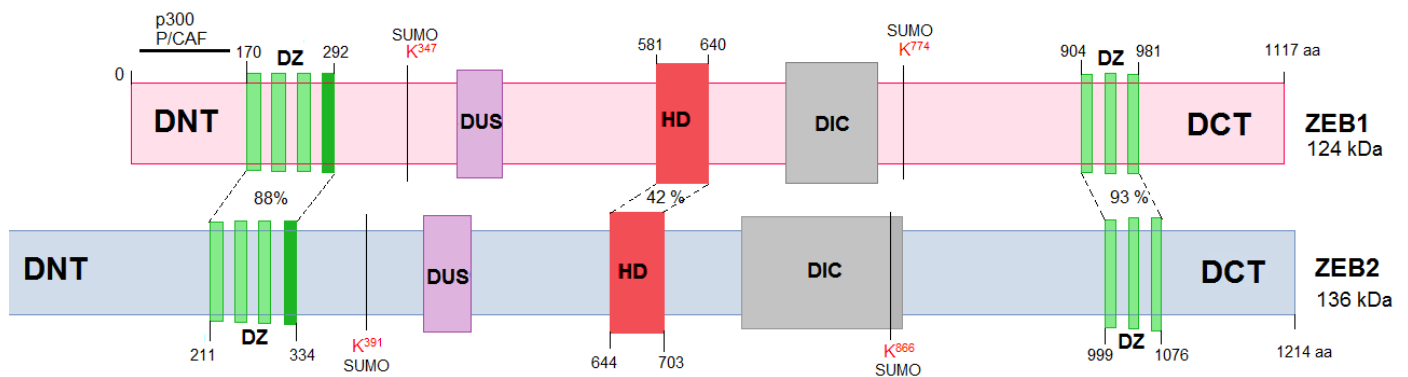 p300
P/CAF
170 DZ 292
SUMO
K347
581 640
SUMO
K774
904 DZ 981
1117 aa
0
DNT
DUS
HD
DIC
DCT
ZEB1
124 kDa
88%
42 %
93 %
DNT
DUS
HD
DIC
DCT
ZEB2
136 kDa
211 DZ 334
K391
SUMO
644 703
K866
SUMO
999 DZ 1076
1214 aa